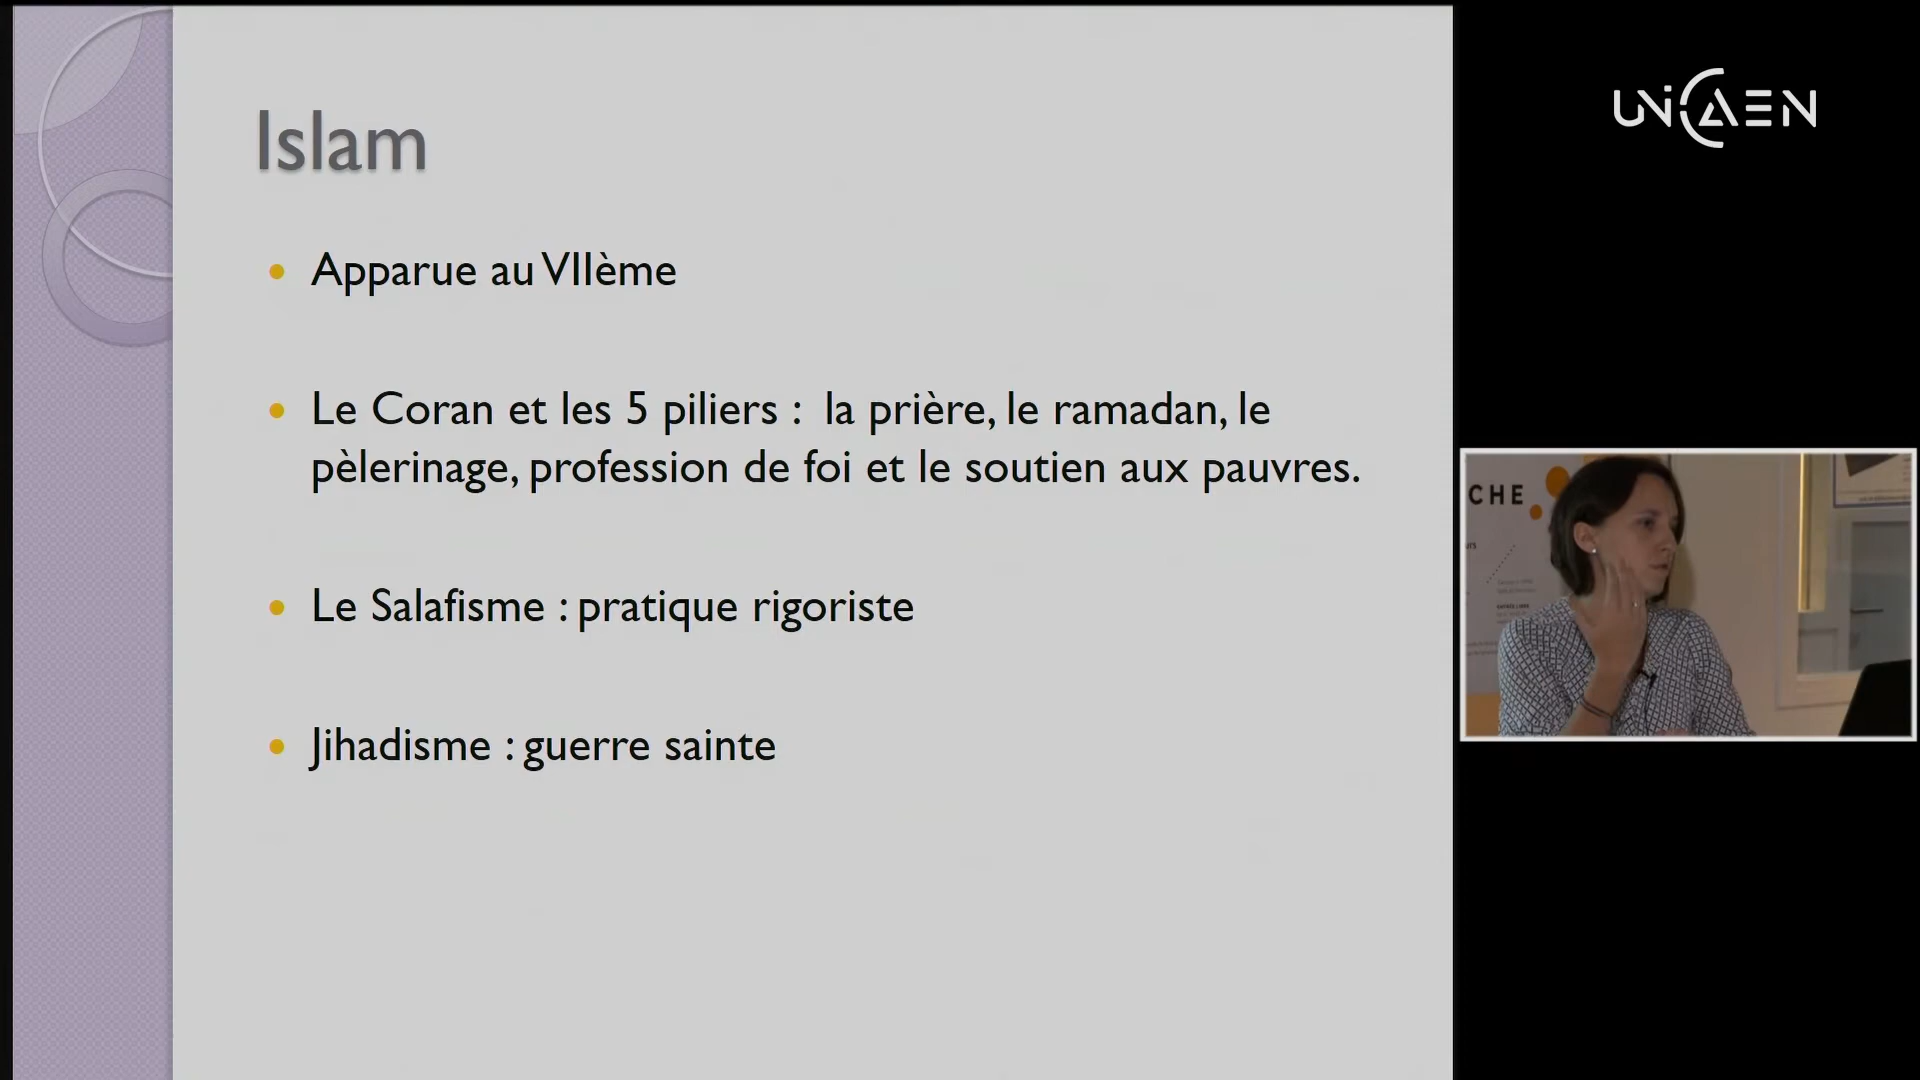 Islam
Apparue au VIIème
Le Coran et les 5 piliers : la prière, le ramadan, le
pèlerinage, profession de foi et le soutien aux pauvres.
Le Salafisme : pratique rigoriste
Jihadisme : guerre sainte
UNICAEN
CHE